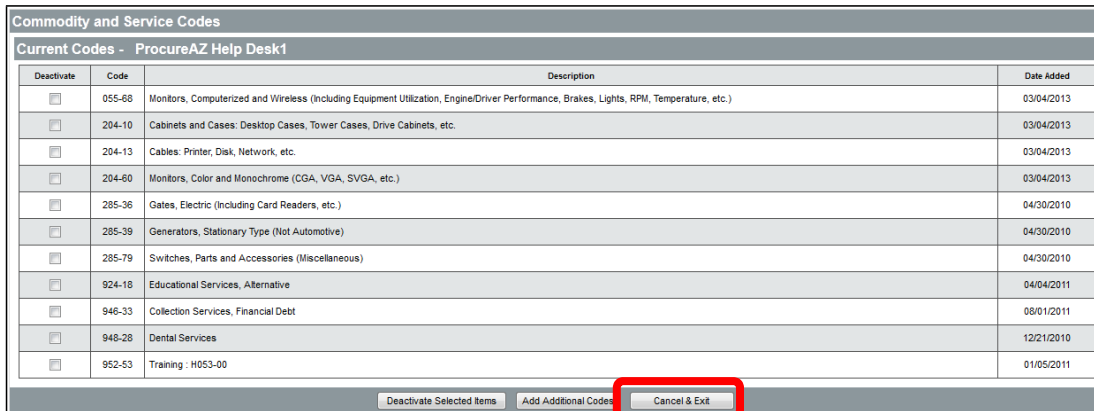 Commodity and Service Codes
Current Codes - ProcureAZ Help Desk1
Deactivate Code Description Date Added
055-68 Monitors, Computerized and Wireless (Including Equipment Utilization, Engine/Driver Performance, Brakes, Lights, RPM, Temperature, etc.) 03/04/2013
204-10 Cabinets and Cases: Desktop Cases, Tower Cases, Drive Cabinets, etc. 03/04/2013
204-13 Cables: Printer, Disk, Network, etc. 03/04/2013
204-60 Monitors, Color and Monochrome (CGA, VGA, SVGA, etc.) 03/04/2013
285-36 Gates, Electric (Including Card Readers, etc.) 04/30/2010
285-39 Generators, Stationary Type (Not Automotive) 04/30/2010
285-79 Switches, Parts and Accessories (Miscellaneous) 04/30/2010
924-18 Educational Services, Alternative 04/04/2011
946-33 Collection Services, Financial Debt 08/01/2011
948-28 Dental Services 12/21/2010
952-53 Training : H053-00 01/05/2011
Deactivate Selected Items Add Additional Codes Cancel & Exit